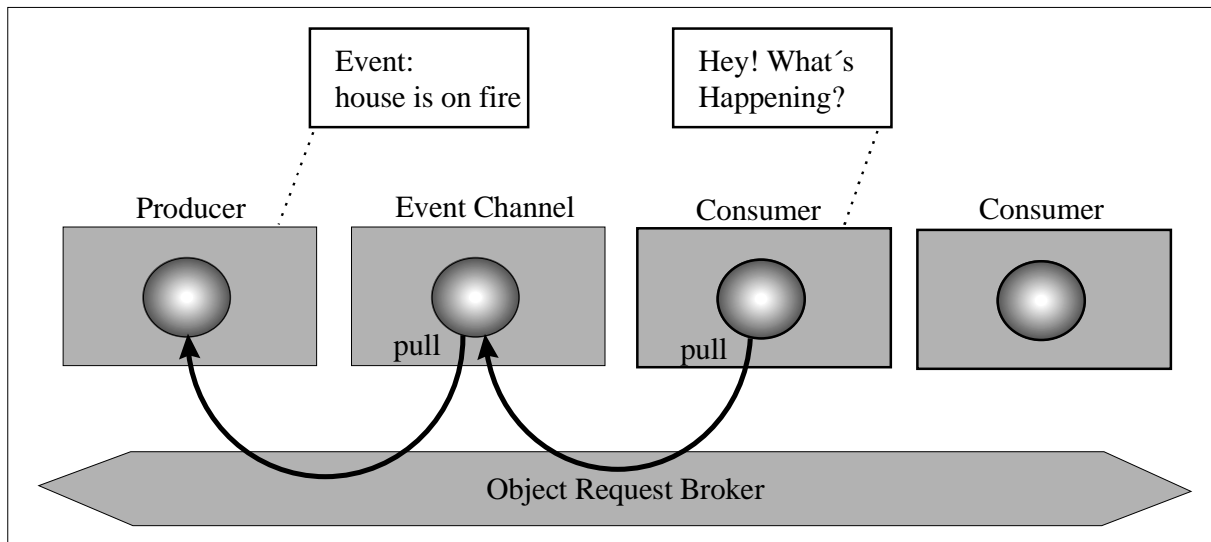 Event:
house is on fire
Hey! What´s
Happening?
Producer
Event Channel
Consumer
Consumer
pull
pull
Object Request Broker